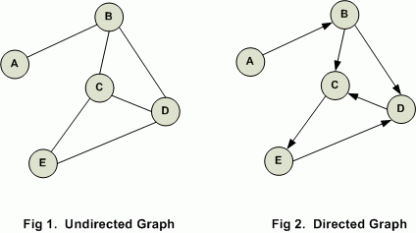 B
B
A
A
C
C
D
D
E
E
Fig 1. Undirected Graph
Fig 2. Directed Graph